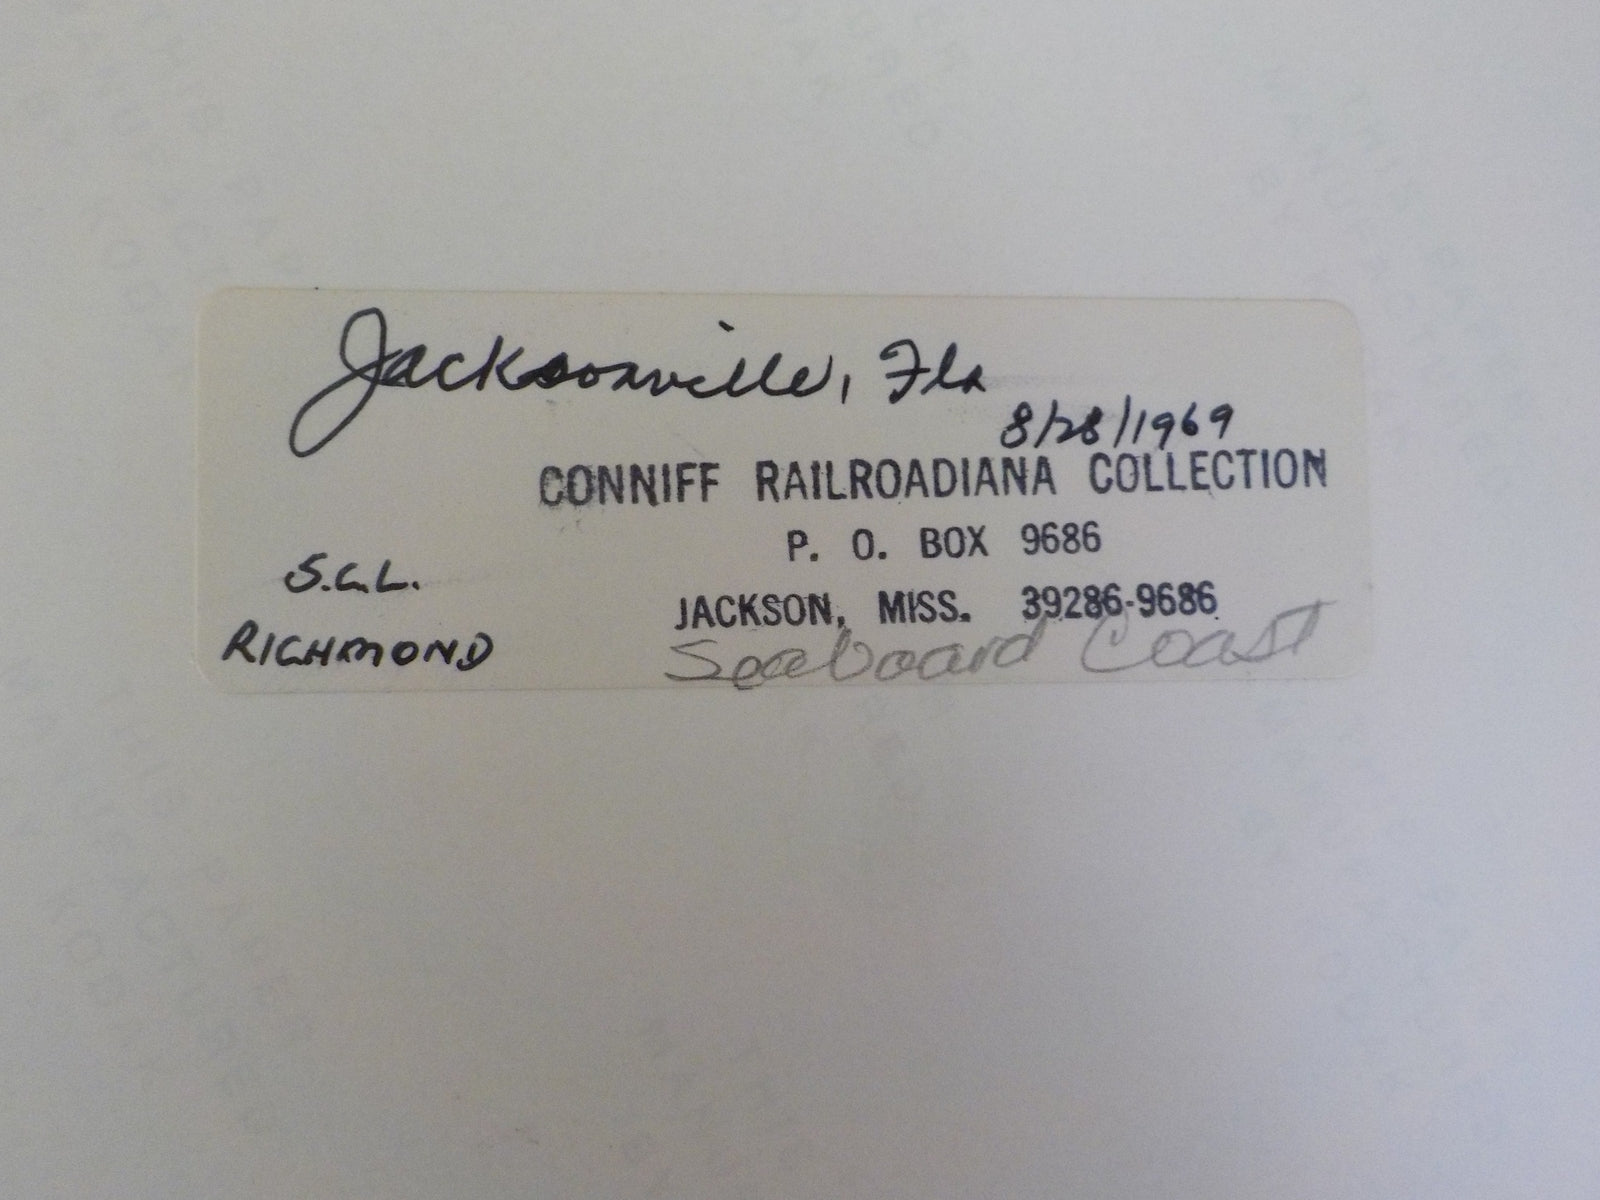 Jacksonville, Fla
8/28/1969
CONNIFF RAILROADIANA COLLECTION
P. O. BOX 9686
JACKSON, MISS. 39286-9686
S.C.L.
RICHMOND
Seaboard Coast